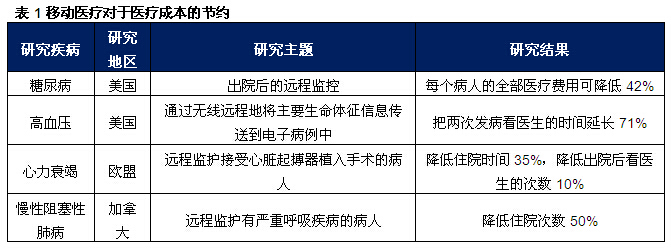 表 1 移动医疗对于医疗成本的节约
研究疾病
研究
地区
研究主题
研究结果
糖尿病
美国
出院后的远程监控
每个病人的全部医疗费用可降低 42%
高血压
美国
通过无线远程地将主要生命体征信息传
送到电子病例中
把两次发病看医生的时间延长 71%
心力衰竭
欧盟
远程监护接受心脏起搏器植入手术的病
人
降低住院时间 35%，降低出院后看医
生的次数 10%
慢性阻塞性
肺病
加拿
大
远程监护有严重呼吸疾病的病人
降低住院次数 50%